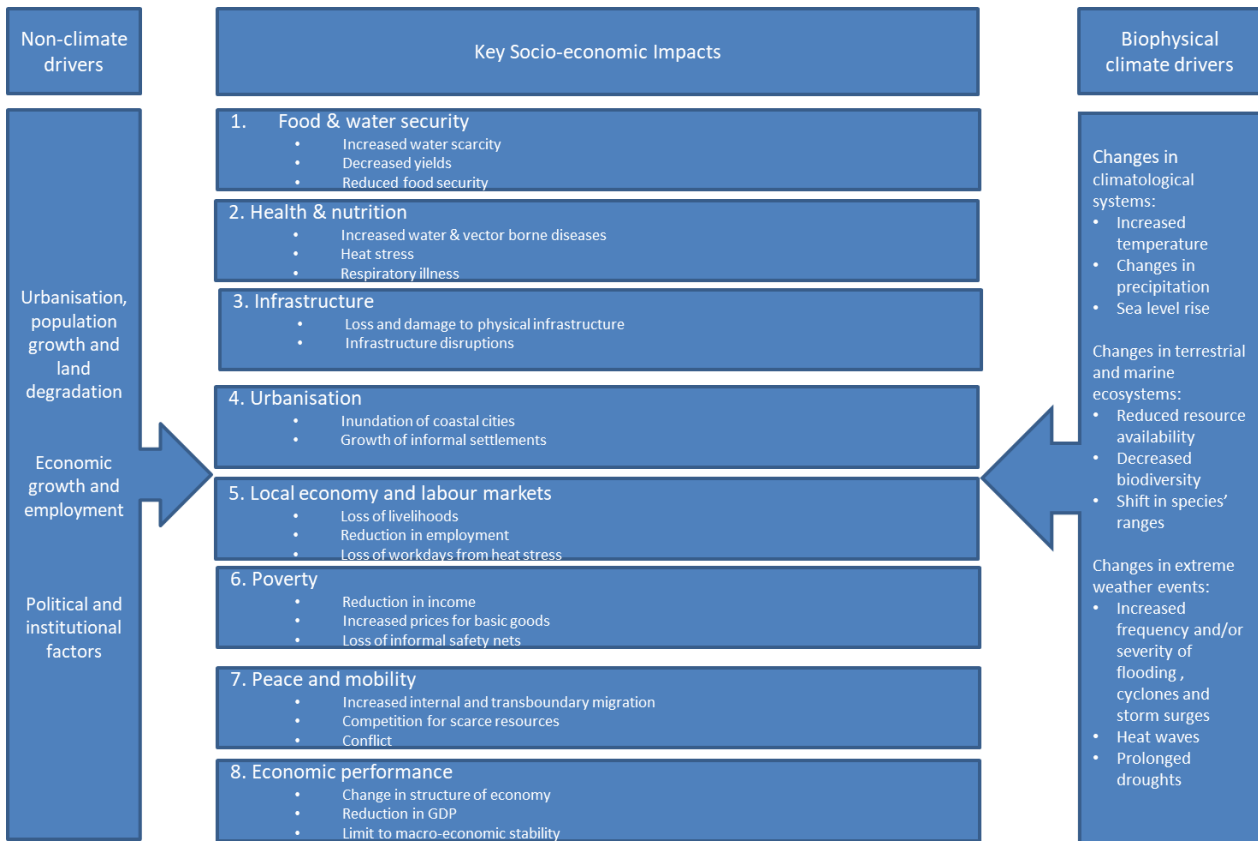 Non-climate
drivers
Key Socio-economic Impacts
Biophysical
climate drivers
Urbanisation,
population
growth and
land
degradation
Economic
growth and
employment
Political and
institutional
factors
1. Food & water security
• Increased water scarcity
• Decreased yields
• Reduced food security
2. Health & nutrition
• Increased water & vector borne diseases
• Heat stress
• Respiratory illness
3. Infrastructure
• Loss and damage to physical infrastructure
• Infrastructure disruptions
4. Urbanisation
• Inundation of coastal cities
• Growth of informal settlements
5. Local economy and labour markets
• Loss of livelihoods
• Reduction in employment
• Loss of workdays from heat stress
6. Poverty
• Reduction in income
• Increased prices for basic goods
• Loss of informal safety nets
7. Peace and mobility
• Increased internal and transboundary migration
• Competition for scarce resources
• Conflict
8. Economic performance
• Change in structure of economy
• Reduction in GDP
• Limit to macro-economic stability
Changes in
climatological
systems:
• Increased
temperature
• Changes in
precipitation
• Sea level rise
Changes in terrestrial
and marine
ecosystems:
• Reduced resource
availability
• Decreased
biodiversity
• Shift in species’
ranges
Changes in extreme
weather events:
• Increased
frequency and/or
severity of
flooding ,
cyclones and
storm surges
• Heat waves
• Prolonged
droughts